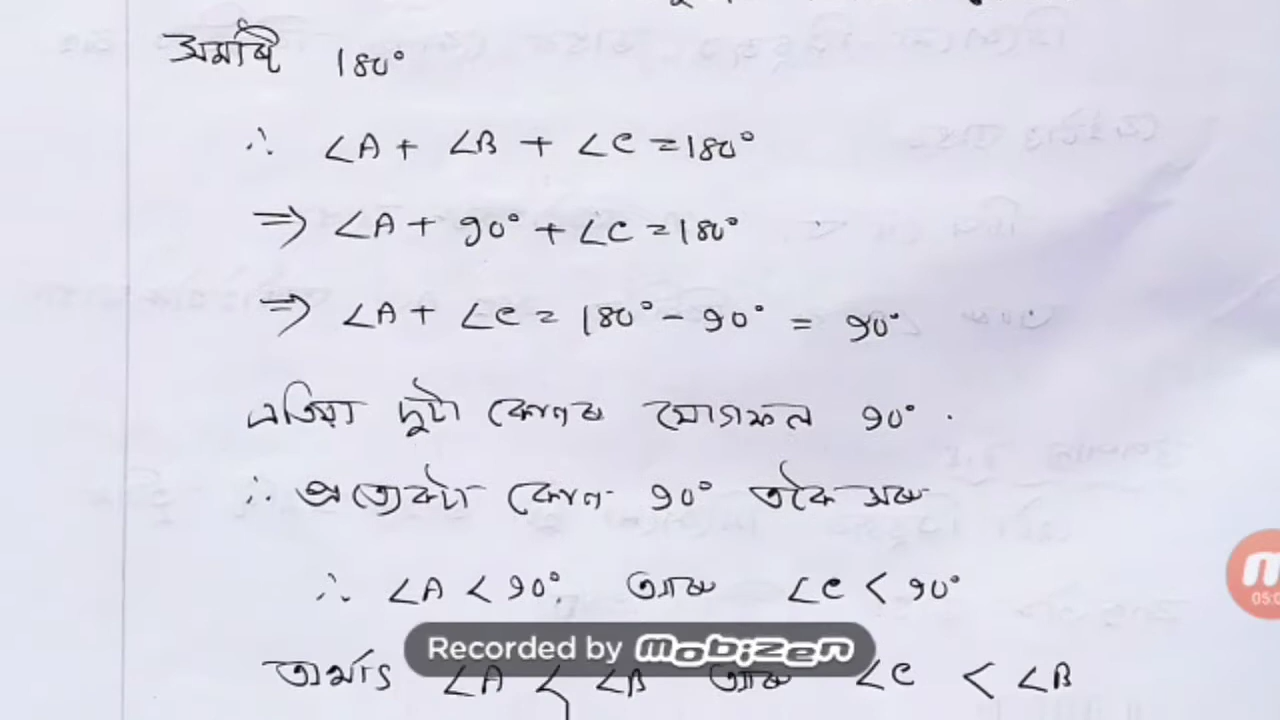 সমষ্টি 180°
∴ ∠A + ∠B + ∠C = 180°
⇒ ∠A + 90° + ∠C = 180°
⇒ ∠A + ∠C = 180° - 90° = 90°
এতিয়া দুটা কোণৰ যোগফল 90°.
∴ প্ৰত্যেকটো কোণ 90° তকৈ সৰু
∴ ∠A < 90°. আৰু ∠C < 90°
Recorded by mobizen
অৰ্থাৎ ∠A < ∠B আৰু ∠C < ∠B